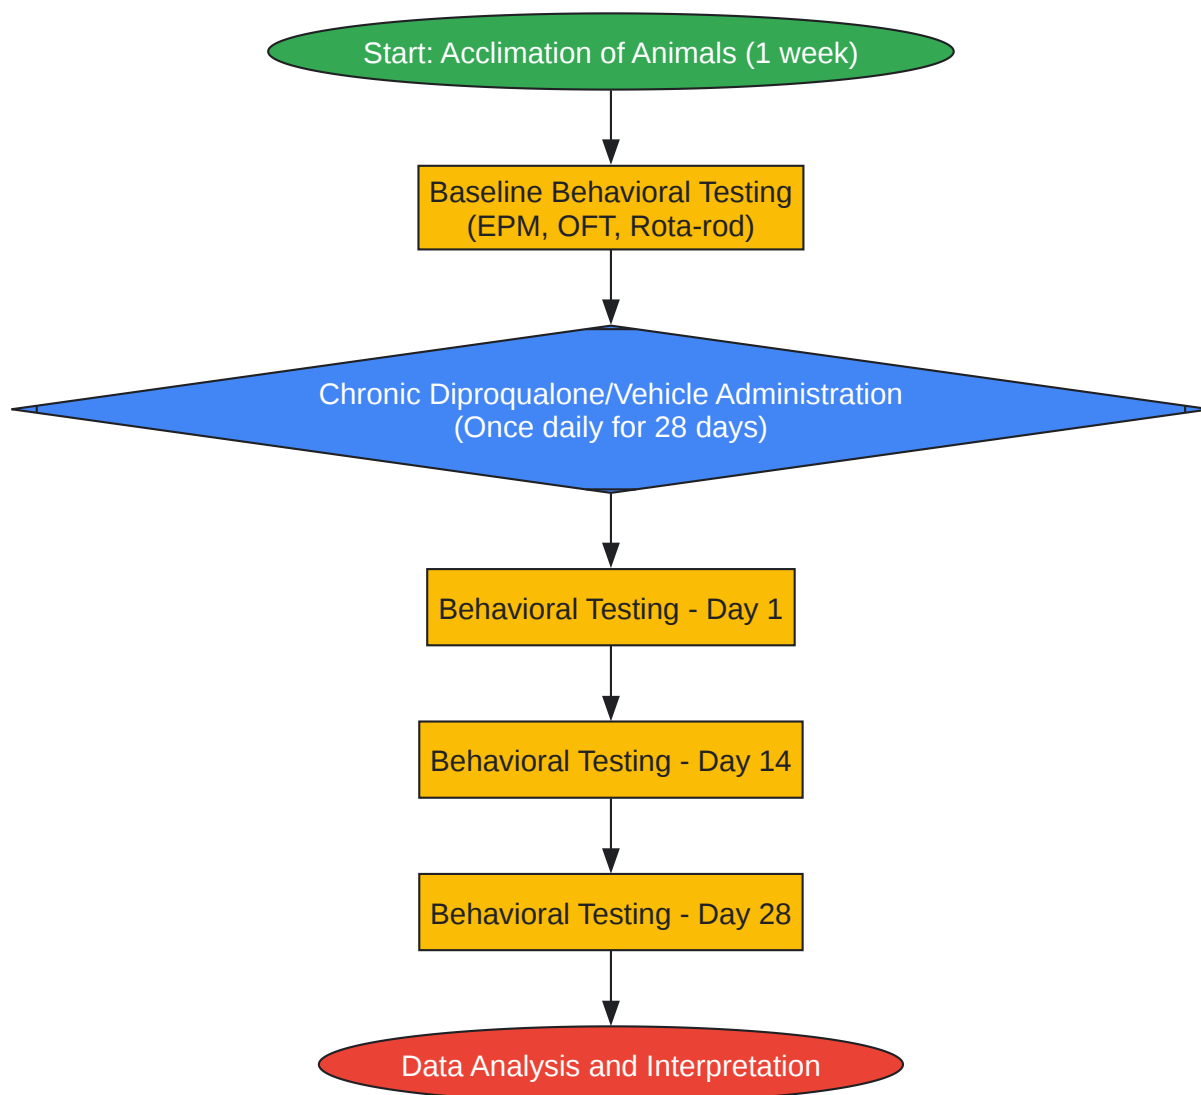 Start: Acclimation of Animals (1 week)
Baseline Behavioral Testing
(EPM, OFT, Rota-rod)
Chronic Diproqualone/Vehicle Administration
(Once daily for 28 days)
Behavioral Testing - Day 1
Behavioral Testing - Day 14
Behavioral Testing - Day 28
Data Analysis and Interpretation